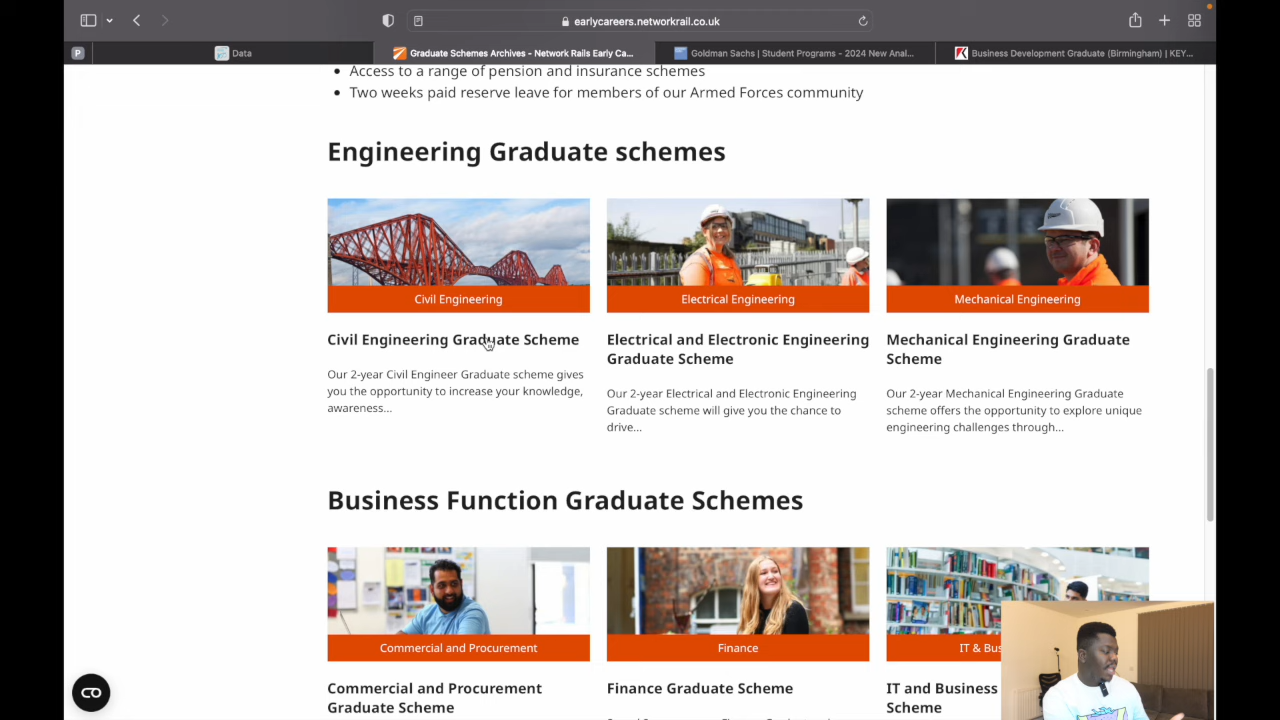 earlycareers.networkrail.co.uk
P
Data
Graduate Schemes Archives - Network Rails Early Ca...
Goldman Sachs | Student Programs - 2024 New Anal...
Business Development Graduate (Birmingham) | KEY...
Access to a range of pension and insurance schemes
Two weeks paid reserve leave for members of our Armed Forces community
Engineering Graduate schemes
Civil Engineering
Electrical Engineering
Mechanical Engineering
Civil Engineering Graduate Scheme
Our 2-year Civil Engineer Graduate scheme gives
you the opportunity to increase your knowledge,
awareness...
Electrical and Electronic Engineering
Graduate Scheme
Our 2-year Electrical and Electronic Engineering
Graduate scheme will give you the chance to
drive...
Mechanical Engineering Graduate
Scheme
Our 2-year Mechanical Engineering Graduate
scheme offers the opportunity to explore unique
engineering challenges through...
Business Function Graduate Schemes
Commercial and Procurement
Finance
IT & Bus
Commercial and Procurement
Graduate Scheme
Finance Graduate Scheme
IT and Business
Scheme